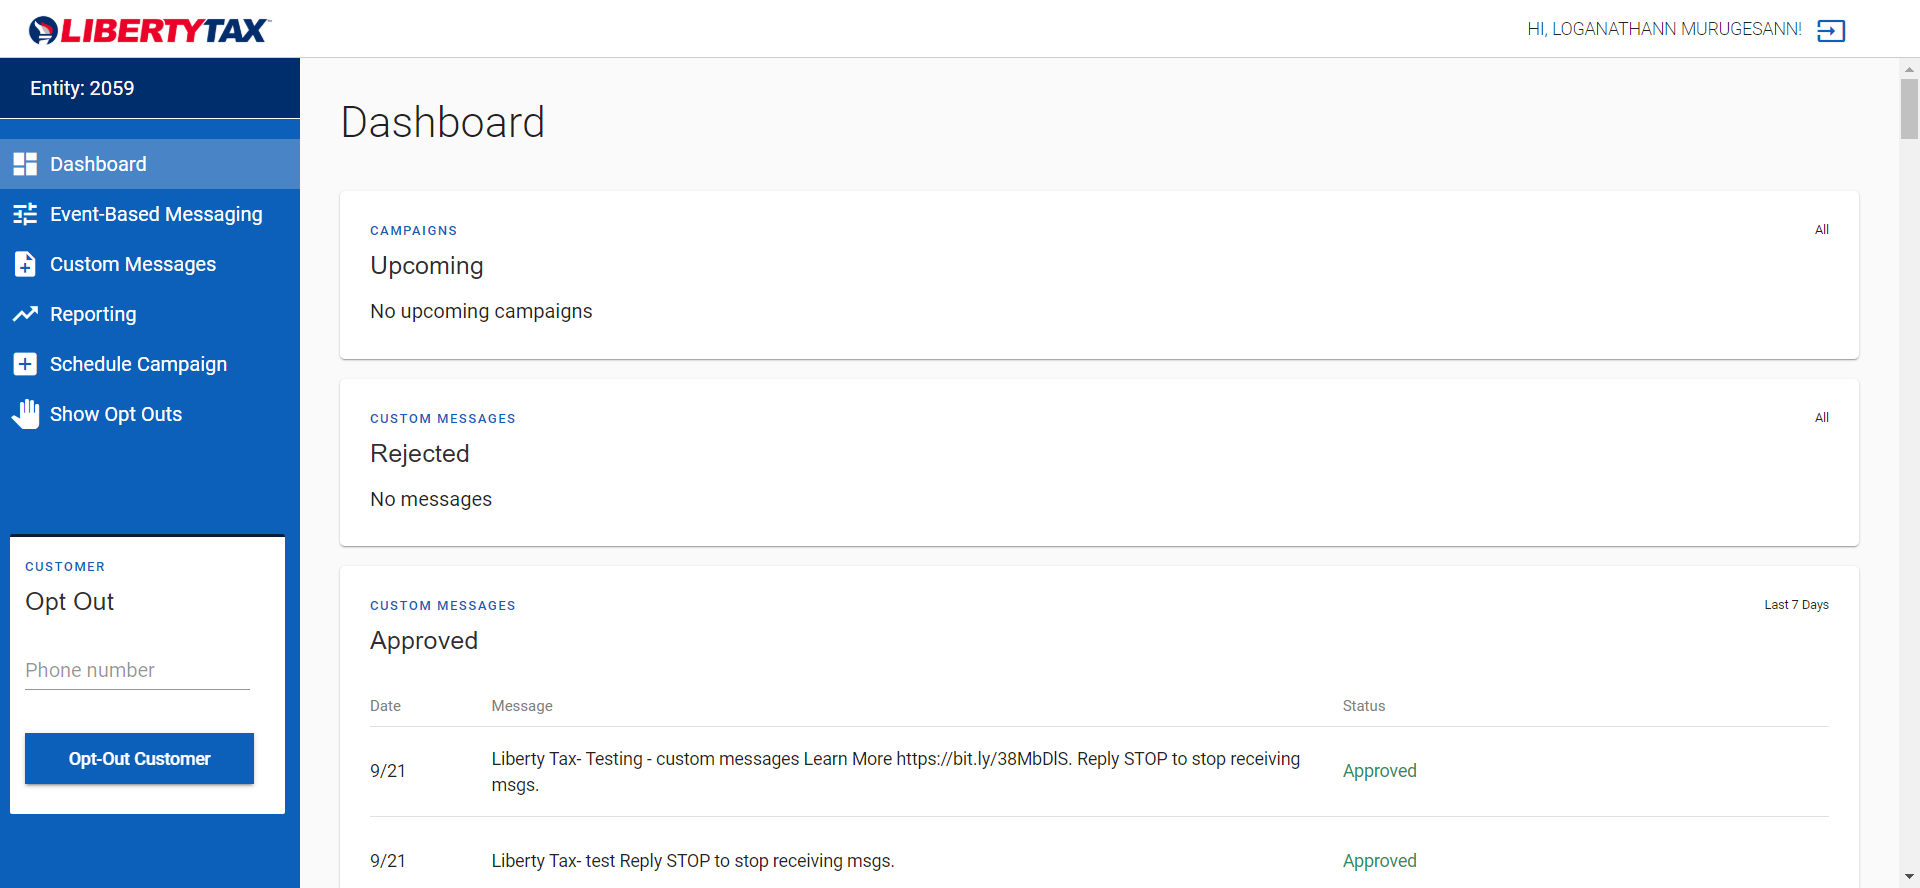 LIBERTYTAX™
HI, LOGANATHANN MURUGESANN!
Entity: 2059
Dashboard
Event-Based Messaging
Custom Messages
Reporting
Schedule Campaign
Show Opt Outs
CUSTOMER
Opt Out
Phone number
Opt-Out Customer
Dashboard
CAMPAIGNS
All
Upcoming
No upcoming campaigns
CUSTOM MESSAGES
All
Rejected
No messages
CUSTOM MESSAGES
Last 7 Days
Approved
Date Message Status
9/21 Liberty Tax- Testing - custom messages Learn More https://bit.ly/38MbDlS. Reply STOP to stop receiving
msgs. Approved
9/21 Liberty Tax- test Reply STOP to stop receiving msgs. Approved